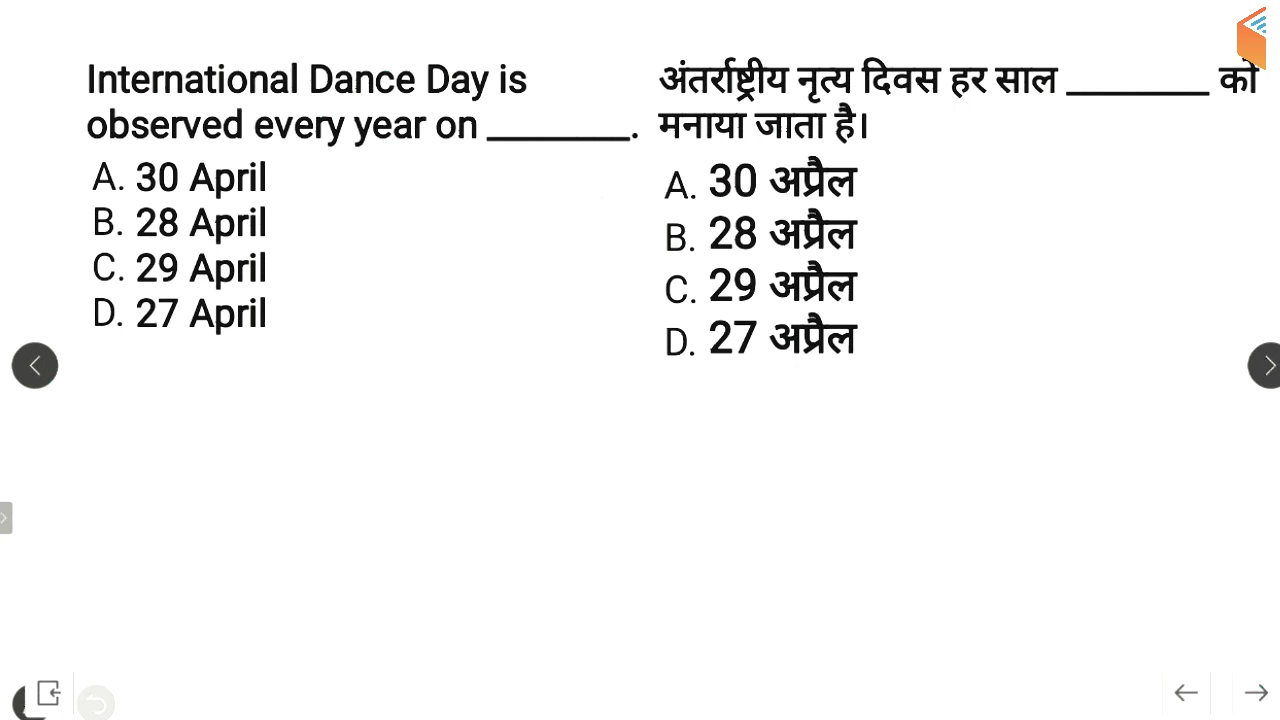 International Dance Day is
observed every year on ________.
A. 30 April
B. 28 April
C. 29 April
D. 27 April
अंतर्राष्ट्रीय नृत्य दिवस हर साल ________ को
मनाया जाता है।
A. 30 अप्रैल
B. 28 अप्रैल
C. 29 अप्रैल
D. 27 अप्रैल